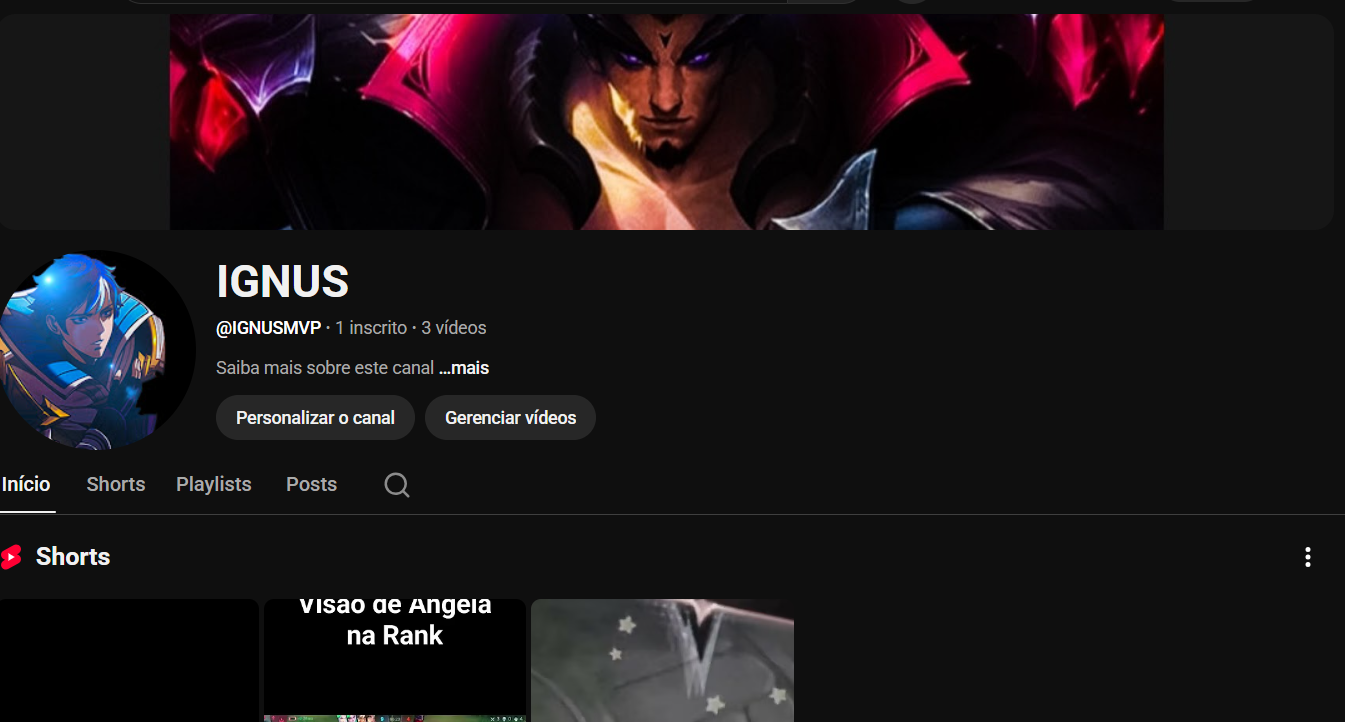 IGNUS
@IGNUSMVP · 1 inscrito · 3 vídeos
Saiba mais sobre este canal ...mais
Personalizar o canal
Gerenciar vídeos
Início
Shorts
Playlists
Posts
Shorts
Visão de Angela
na Rank